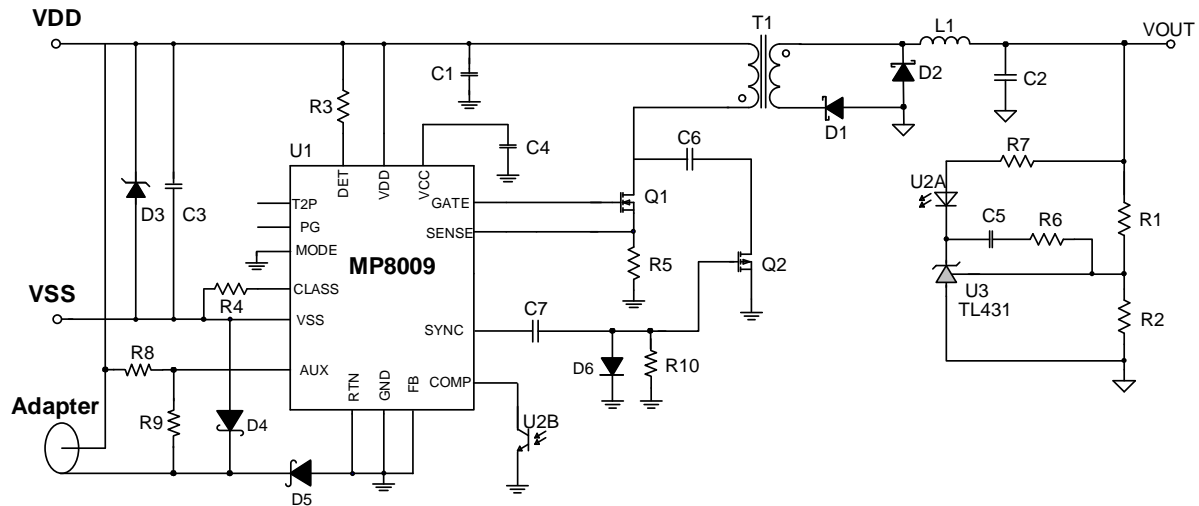 VDD
T1
L1
VOUT
C1
D2
C2
R3
D1
U1
C4
C6
R7
DET
VDD
VCC
U2A
D3
C3
T2P
GATE
Q1
C5
R6
R1
PG
SENSE
MODE
MP8009
R5
Q2
U3
TL431
VSS
CLASS
R4
VSS
SYNC
C7
R2
R8
AUX
RTN
GND
FB
COMP
D6
R10
Adapter
R9
D4
U2B
D5